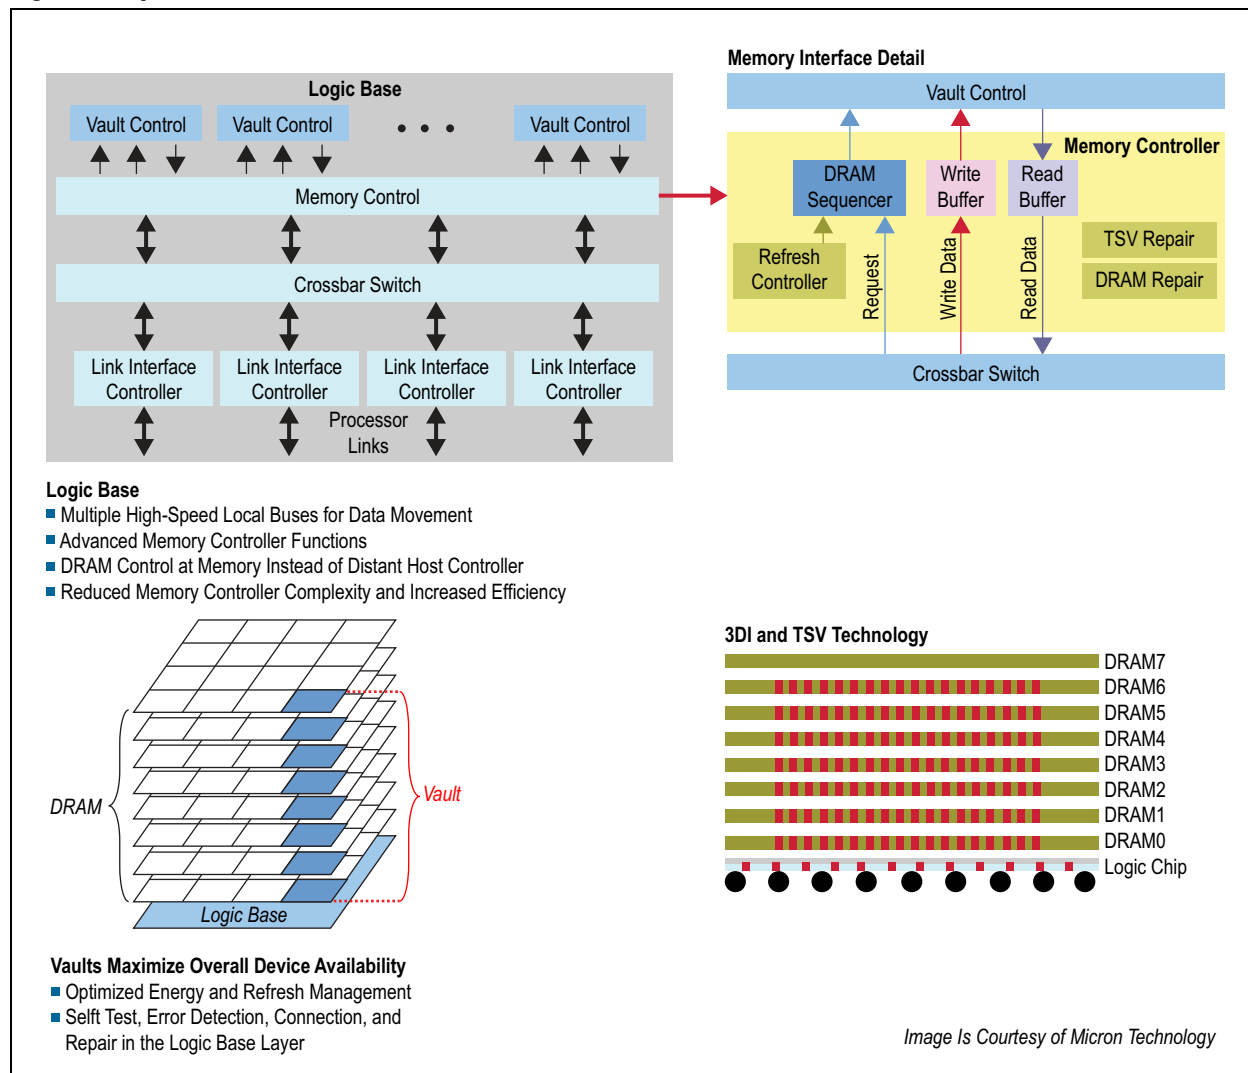 Logic Base
Vault Control
Vault Control
• • •
Vault Control
Memory Control
Crossbar Switch
Link Interface
Controller
Link Interface
Controller
Link Interface
Controller
Link Interface
Controller
Processor
Links
Memory Interface Detail
Vault Control
Memory Controller
DRAM
Sequencer
Write
Buffer
Read
Buffer
Refresh
Controller
TSV Repair
DRAM Repair
Request
Write Data
Read Data
Crossbar Switch
Logic Base
Multiple High-Speed Local Buses for Data Movement
Advanced Memory Controller Functions
DRAM Control at Memory Instead of Distant Host Controller
Reduced Memory Controller Complexity and Increased Efficiency
DRAM
Vault
Logic Base
3DI and TSV Technology
DRAM7
DRAM6
DRAM5
DRAM4
DRAM3
DRAM2
DRAM1
DRAM0
Logic Chip
Vaults Maximize Overall Device Availability
Optimized Energy and Refresh Management
Selft Test, Error Detection, Connection, and
Repair in the Logic Base Layer
Image Is Courtesy of Micron Technology